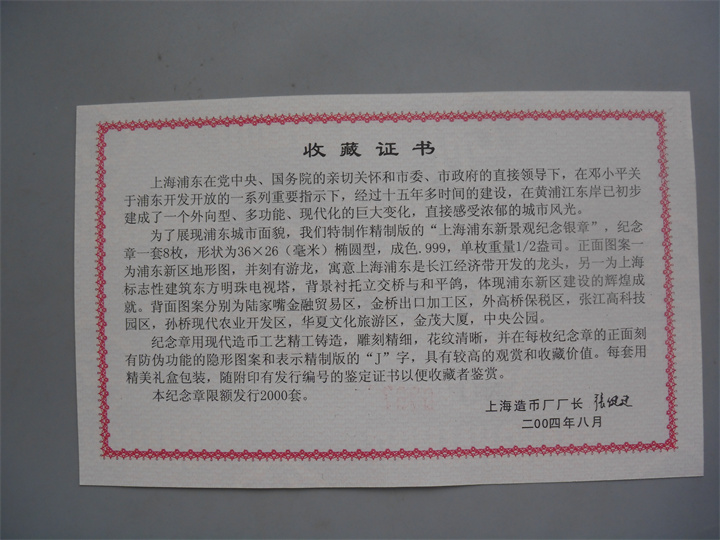 收藏证书
上海浦东在党中央、国务院的亲切关怀和市委、市政府的直接领导下，在邓小平关
于浦东开发开放的一系列重要指示下，经过十五年多时间的建设，在黄浦江东岸已初步
建成了一个外向型、多功能、现代化的巨大变化，直接感受浓郁的城市风光。
为了展现浦东城市面貌，我们特制作精制版的“上海浦东新景观纪念银章”，纪念
章一套8枚，形状为36×26（毫米）椭圆型，成色.999，单枚重量1/2盎司。正面图案一
为浦东新区地形图，并刻有游龙，寓意上海浦东是长江经济带开发的龙头，另一为上海
标志性建筑东方明珠电视塔，背景衬托立交桥与和平鸽，体现浦东新区建设的辉煌成
就。背面图案分别为陆家嘴金融贸易区，金桥出口加工区，外高桥保税区，张江高科技
园区，孙桥现代农业开发区，华夏文化旅游区，金茂大厦，中央公园。
纪念章用现代造币工艺精工铸造，雕刻精细，花纹清晰，并在每枚纪念章的正面刻
有防伪功能的隐形图案和表示精制版的“J”字，具有较高的观赏和收藏价值。每套用
精美礼盒包装，随附印有发行编号的鉴定证书以便收藏者鉴赏。
本纪念章限额发行2000套。
上海造币厂厂长
二00四年八月